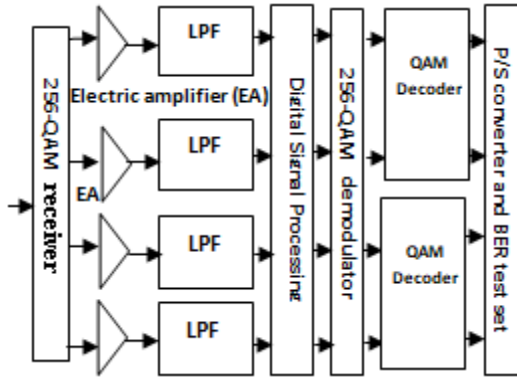 256-QAM receiver
LPF
Electric amplifier (EA)
LPF
EA
LPF
LPF
Digital Signal Processing
256-QAM demodulator
QAM
Decoder
QAM
Decoder
P/S converter and BER test set